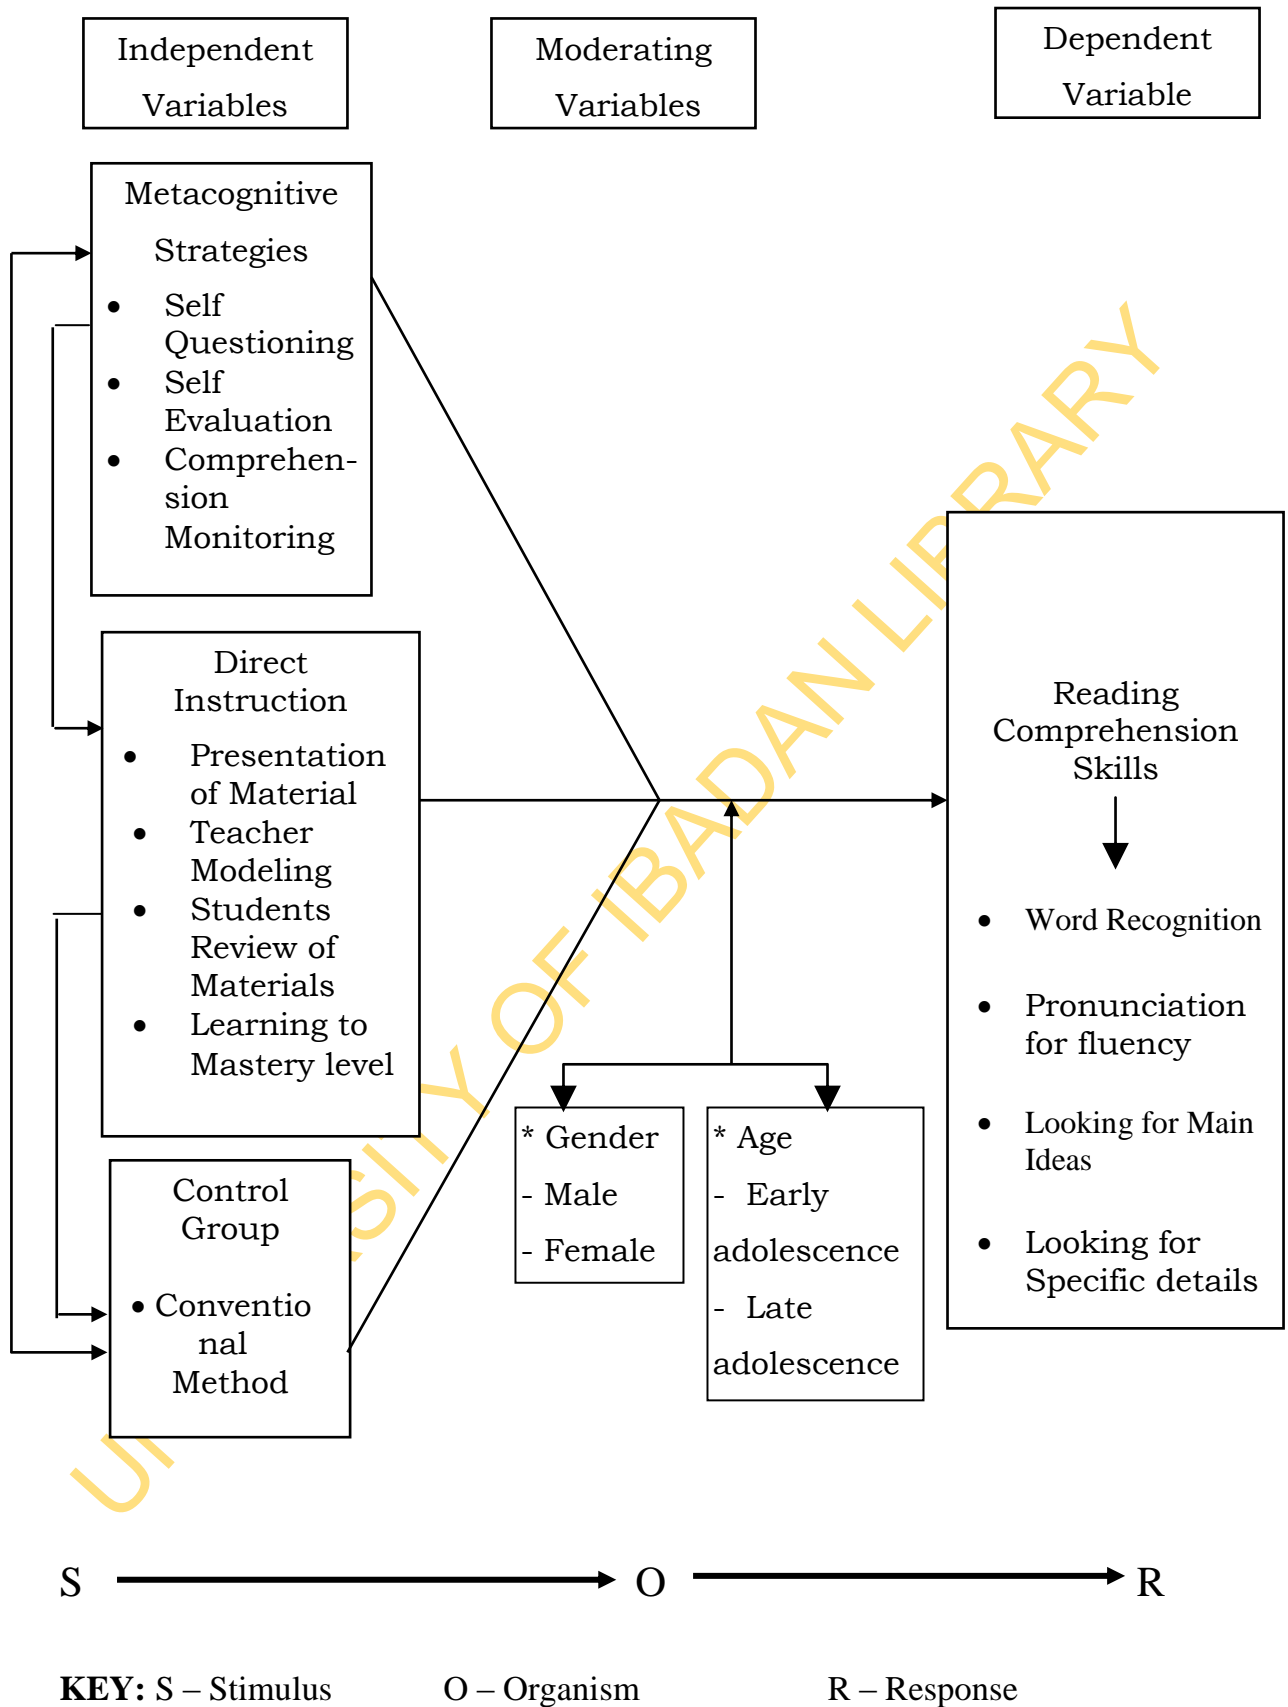 Independent
Variables
Moderating
Variables
Dependent
Variable
Metacognitive
Strategies
• Self
Questioning
• Self
Evaluation
• Comprehen-
sion
Monitoring
Direct
Instruction
• Presentation
of Material
• Teacher
Modeling
• Students
Review of
Materials
• Learning to
Mastery level
Control
Group
• Conventio
nal
Method
* Gender
- Male
- Female
* Age
- Early
adolescence
- Late
adolescence
Reading
Comprehension
Skills
• Word Recognition
• Pronunciation
for fluency
• Looking for Main
Ideas
• Looking for
Specific details
UNIVERSITY OF IBADAN LIBRARY
S O R
KEY: S – Stimulus O – Organism R – Response